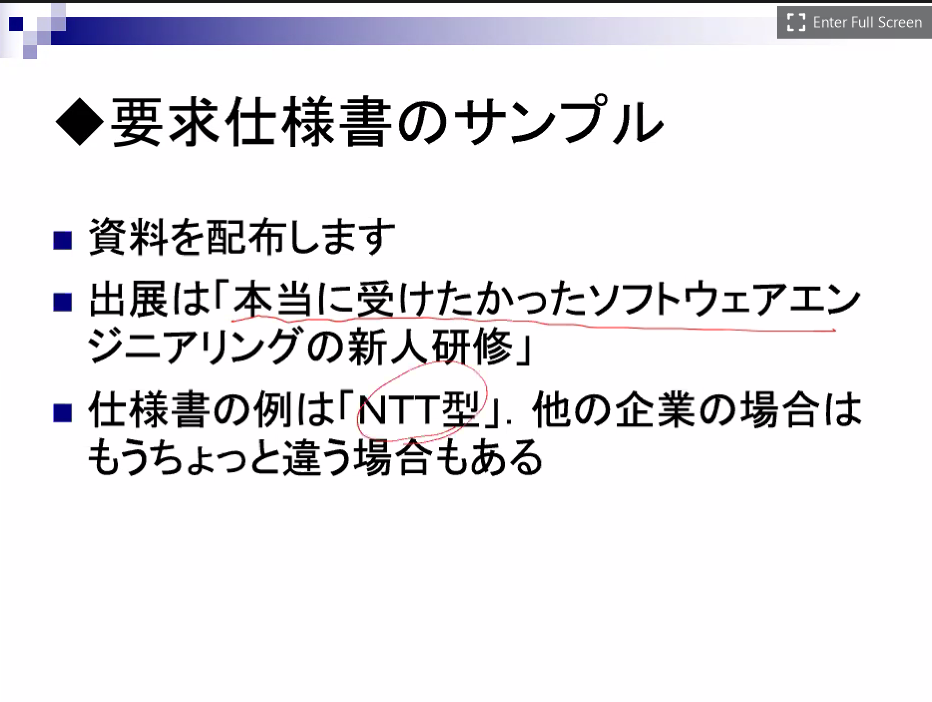 Enter Full Screen
◆要求仕様書のサンプル
■ 資料を配布します
■ 出展は「本当に受けたかったソフトウェアエン
ジニアリングの新人研修」
■ 仕様書の例は「NTT型」．他の企業の場合は
もうちょっと違う場合もある